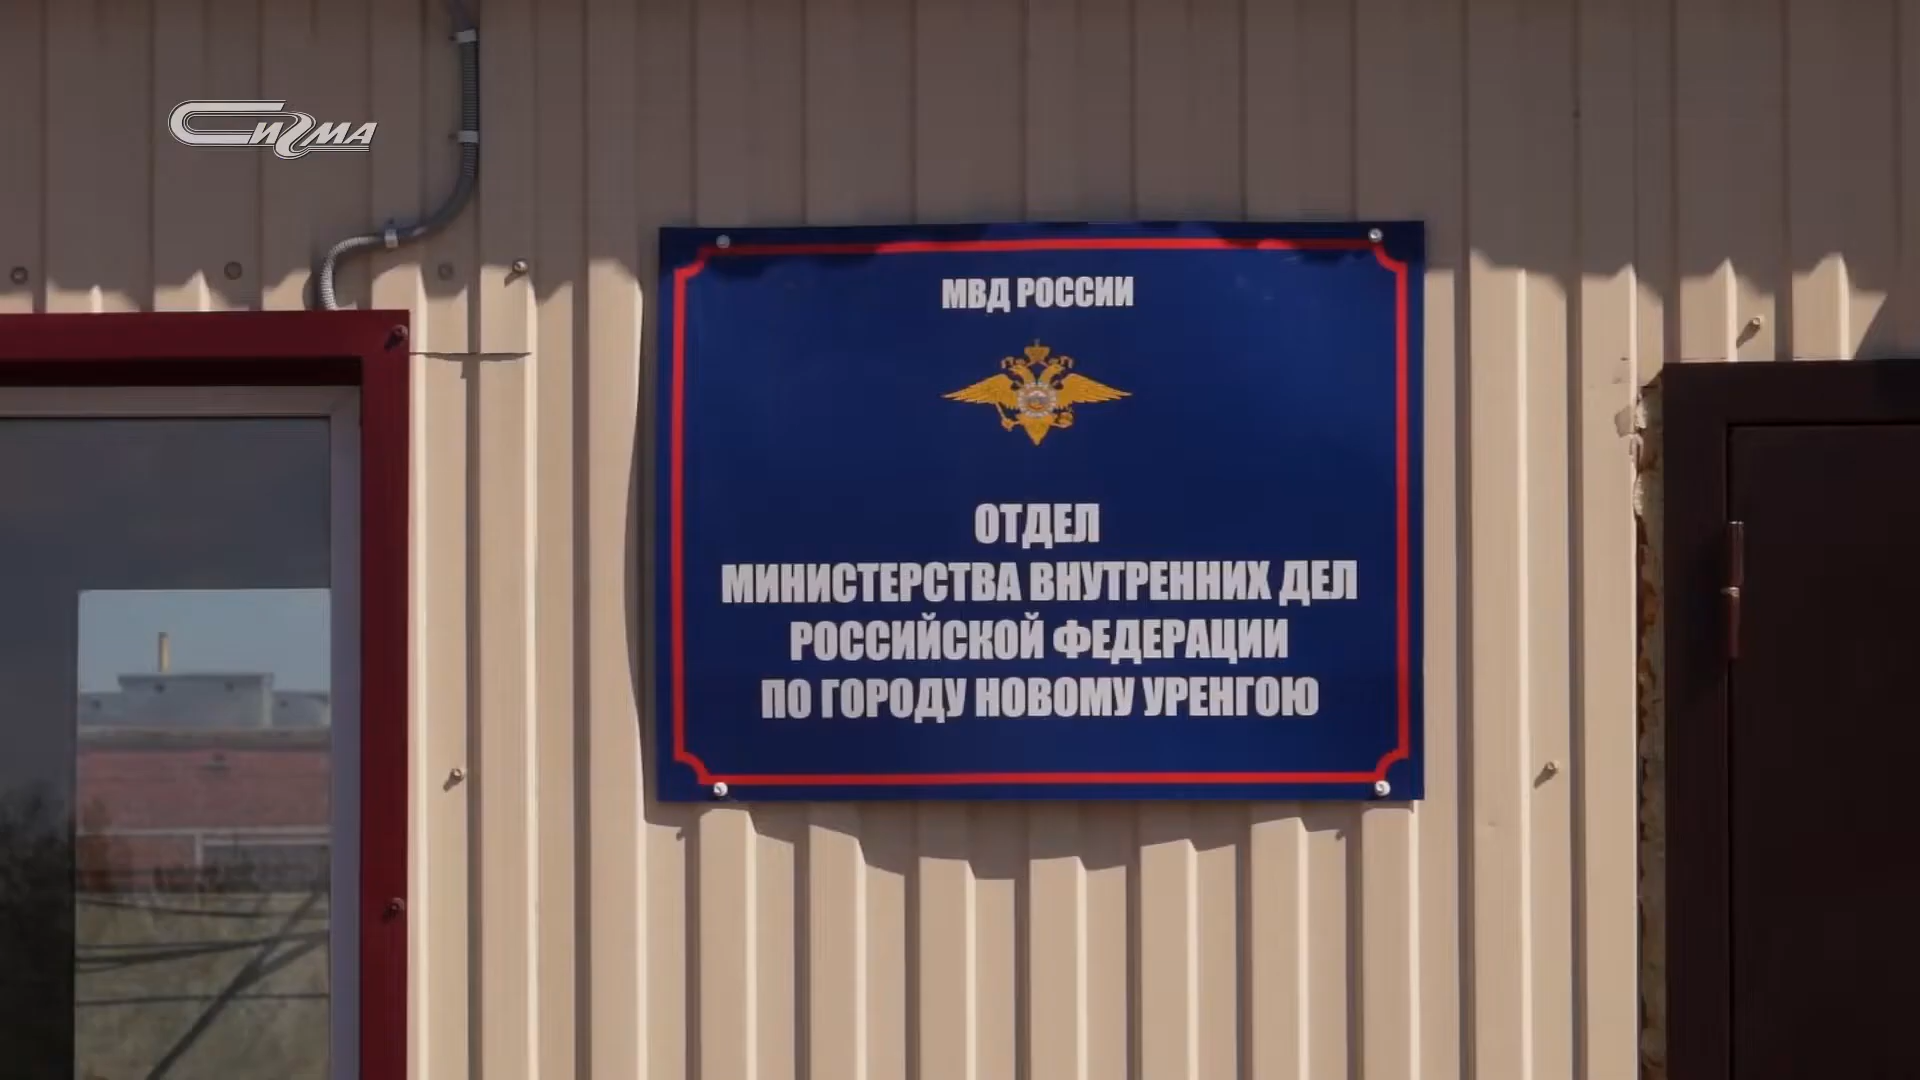 Сигма
МВД РОССИИ
ОТДЕЛ
МИНИСТЕРСТВА ВНУТРЕННИХ ДЕЛ
РОССИЙСКОЙ ФЕДЕРАЦИИ
ПО ГОРОДУ НОВОМУ УРЕНГОЮ